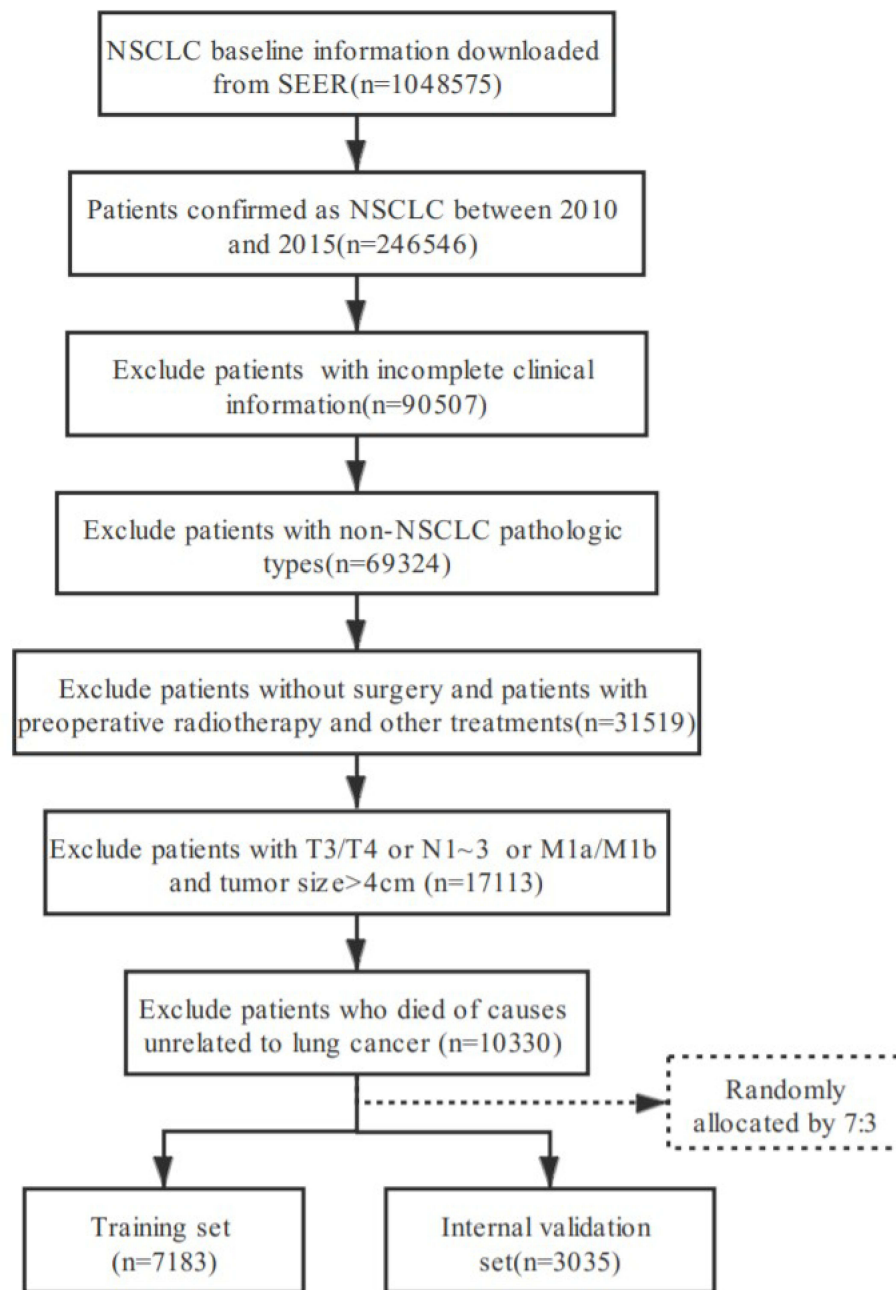 NSCLC baseline information downloaded
from SEER(n=1048575)
Patients confirmed as NSCLC between 2010
and 2015(n=246546)
Exclude patients with incomplete clinical
information(n=90507)
Exclude patients with non-NSCLC pathologic
types(n=69324)
Exclude patients without surgery and patients with
preoperative radiotherapy and other treatments(n=31519)
Exclude patients with T3/T4 or N1~3 or M1a/M1b
and tumor size>4cm (n=17113)
Exclude patients who died of causes
unrelated to lung cancer (n=10330)
Randomly
allocated by 7:3
Training set
(n=7183)
Internal validation
set(n=3035)